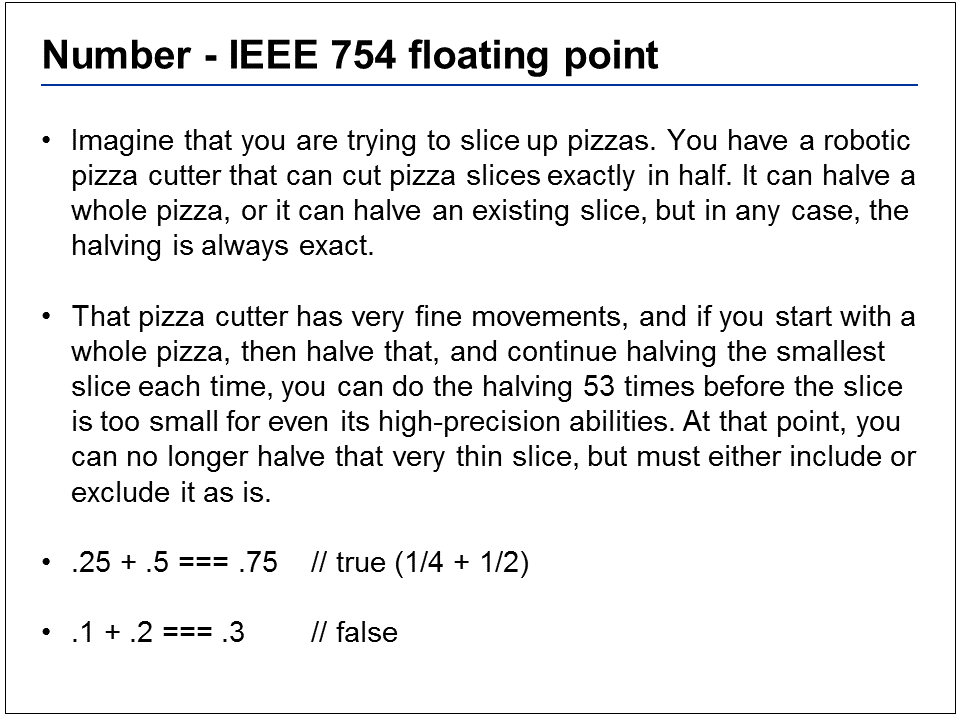 Number - IEEE 754 floating point
• Imagine that you are trying to slice up pizzas. You have a robotic
pizza cutter that can cut pizza slices exactly in half. It can halve a
whole pizza, or it can halve an existing slice, but in any case, the
halving is always exact.
• That pizza cutter has very fine movements, and if you start with a
whole pizza, then halve that, and continue halving the smallest
slice each time, you can do the halving 53 times before the slice
is too small for even its high-precision abilities. At that point, you
can no longer halve that very thin slice, but must either include or
exclude it as is.
• .25 + .5 === .75 // true (1/4 + 1/2)
• .1 + .2 === .3 // false